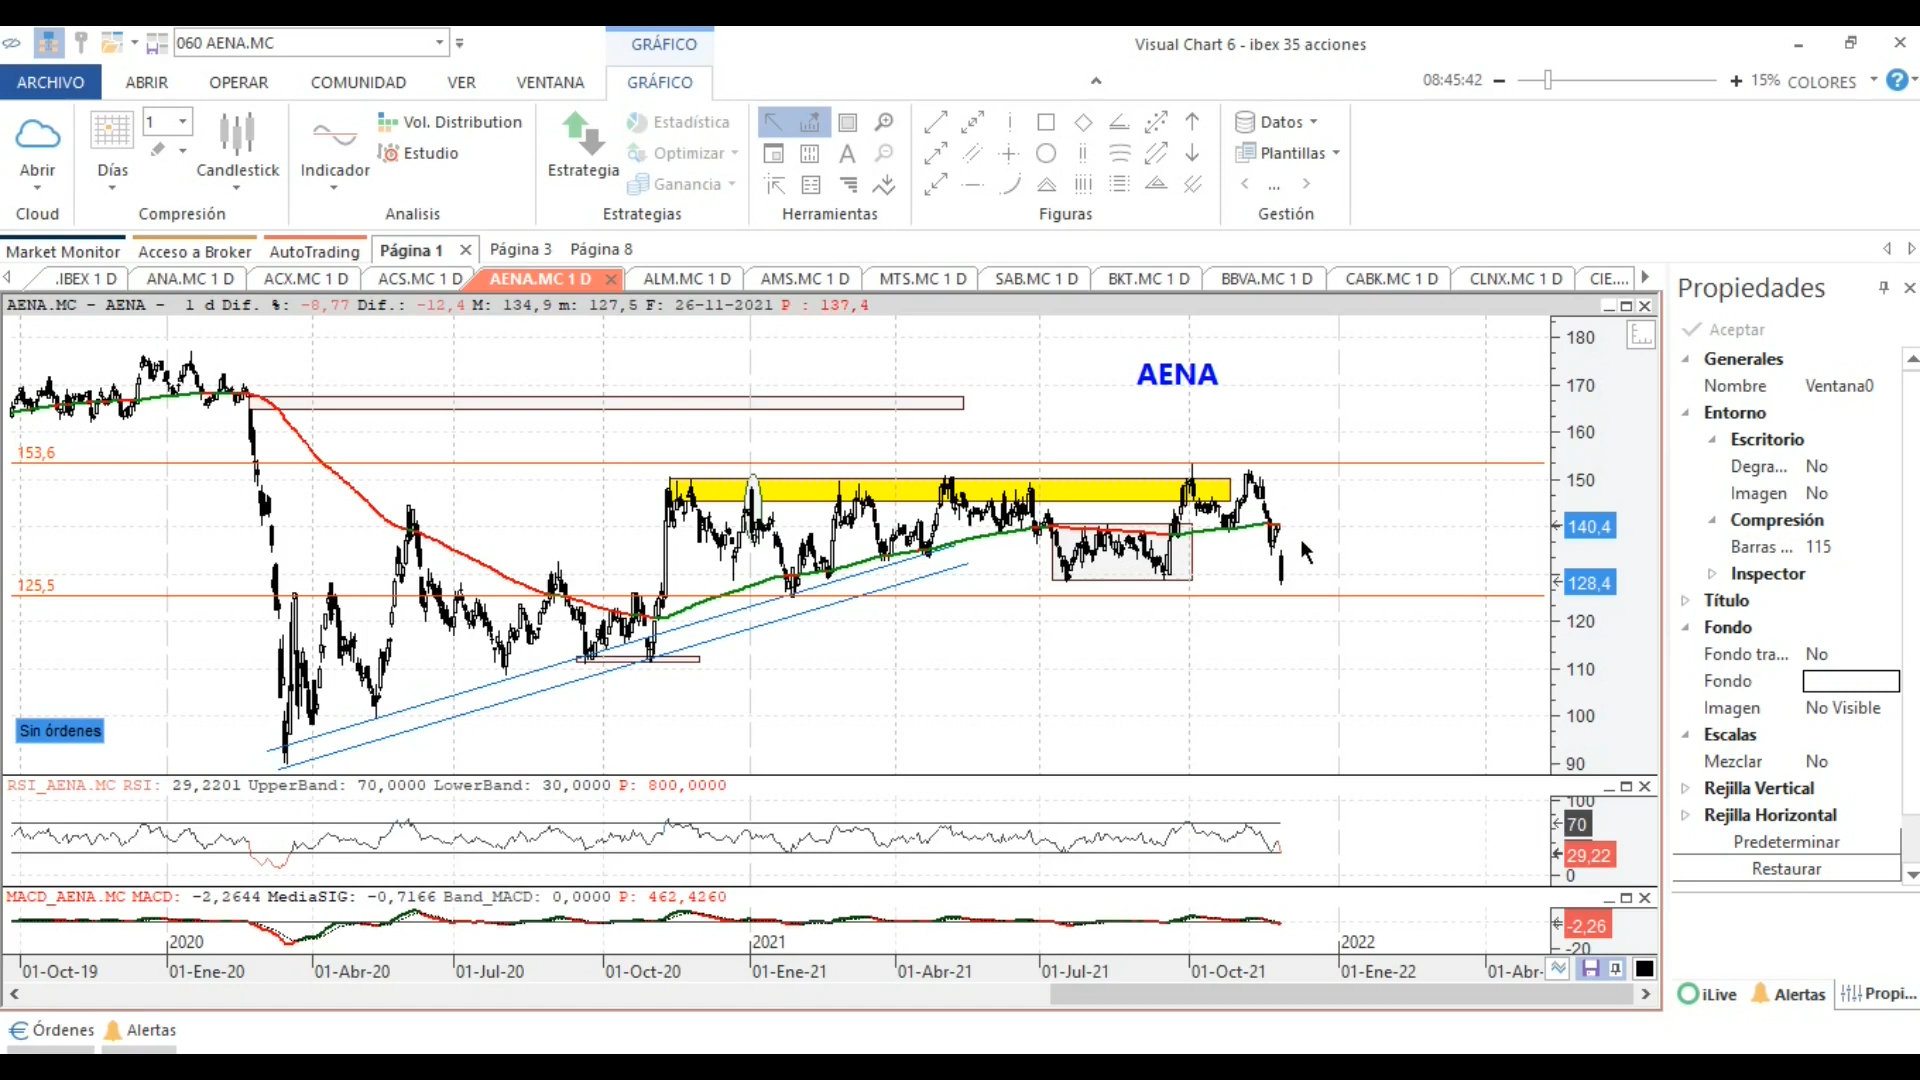 060 AENA.MC
GRÁFICO
Visual Chart 6 - ibex 35 acciones
ARCHIVO ABRIR OPERAR COMUNIDAD VER VENTANA GRÁFICO
08:45:42 15% COLORES ?
Abrir
Cloud
Días
1
Candlestick
Compresión
Indicador
Vol. Distribution
Estudio
Analisis
Estrategia
Estadística
Optimizar
Ganancia
Estrategias
A
Herramientas
Figuras
Datos
Plantillas
...
Gestión
Market Monitor Acceso a Broker AutoTrading Página 1 Página 3 Página 8
.IBEX 1 D ANA.MC 1 D ACX.MC 1 D ACS.MC 1 D AENA.MC 1 D ALM.MC 1 D AMS.MC 1 D MTS.MC 1 D SAB.MC 1 D BKT.MC 1 D BBVA.MC 1 D CABK.MC 1 D CLNX.MC 1 D CIE....
AENA.MC - AENA - 1 d Dif. %: -8,77 Dif.: -12,4 M: 134,9 m: 127,5 F: 26-11-2021 P : 137,4
AENA
153,6
125,5
Sin órdenes
180
170
160
150
140,4
128,4
120
110
100
90
RSI_AENA.MC RSI: 29,2201 UpperBand: 70,0000 LowerBand: 30,0000 P: 800,0000
100
70
29,22
0
MACD_AENA.MC MACD: -2,2644 MediaSIG: -0,7166 Band_MACD: 0,0000 P: 462,4260
-2,26
-20
2020 2021 2022
01-Oct-19 01-Ene-20 01-Abr-20 01-Jul-20 01-Oct-20 01-Ene-21 01-Abr-21 01-Jul-21 01-Oct-21 01-Ene-22 01-Abr-
Propiedades
Aceptar
Generales
Nombre Ventana0
Entorno
Escritorio
Degra... No
Imagen No
Compresión
Barras ... 115
Inspector
Título
Fondo
Fondo tra... No
Fondo
Imagen No Visible
Escalas
Mezclar No
Rejilla Vertical
Rejilla Horizontal
Predeterminar
Restaurar
iLive Alertas Propi...
Órdenes Alertas